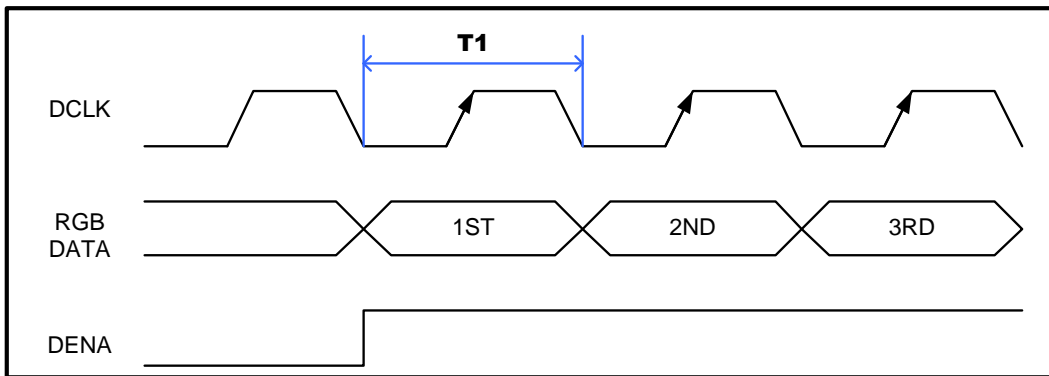 T1
DCLK
RGB
DATA
1ST 2ND 3RD
DENA